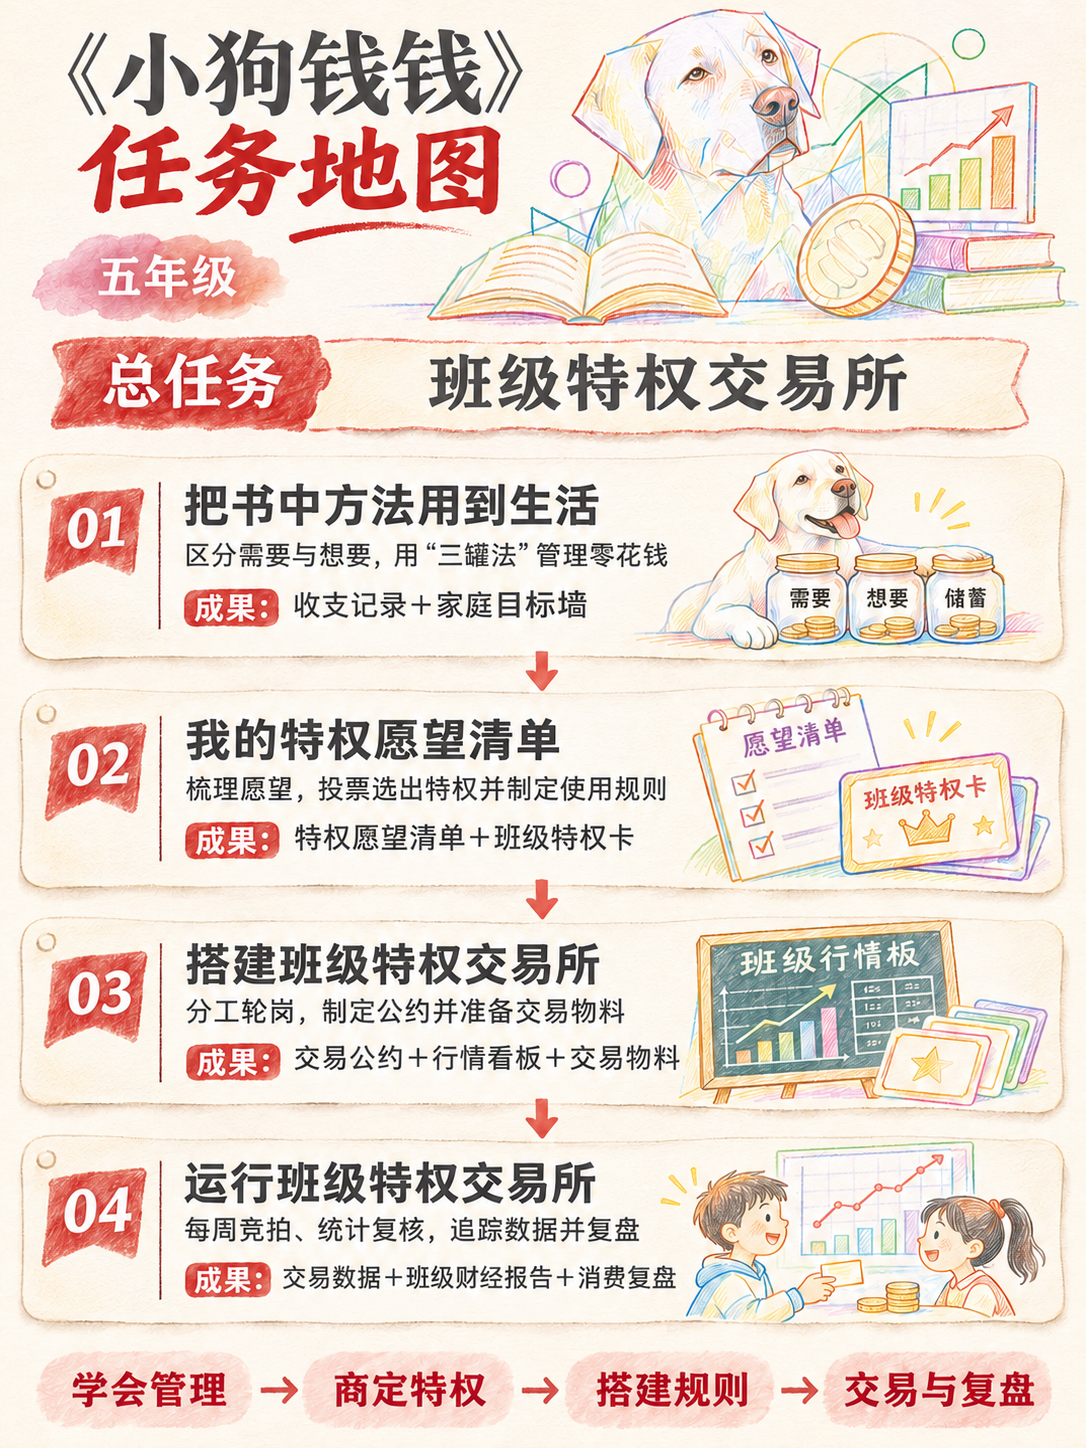 《小狗钱钱》
任务地图
五年级
总任务
班级特权交易所
01
把书中方法用到生活
区分需要与想要，用“三罐法”管理零花钱
成果：收支记录＋家庭目标墙
需要
想要
储蓄
02
我的特权愿望清单
梳理愿望，投票选出特权并制定使用规则
成果：特权愿望清单＋班级特权卡
愿望清单
班级特权卡
03
搭建班级特权交易所
分工轮岗，制定公约并准备交易物料
成果：交易公约＋行情看板＋交易物料
班级行情板
04
运行班级特权交易所
每周竞拍、统计复核，追踪数据并复盘
成果：交易数据＋班级财经报告＋消费复盘
学会管理→商定特权→搭建规则→交易与复盘